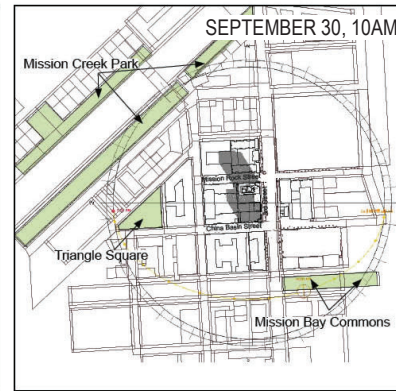 SEPTEMBER 30, 10AM
Mission Creek Park
Mission Rock Street
China Basin Street
Triangle Square
Mission Bay Commons